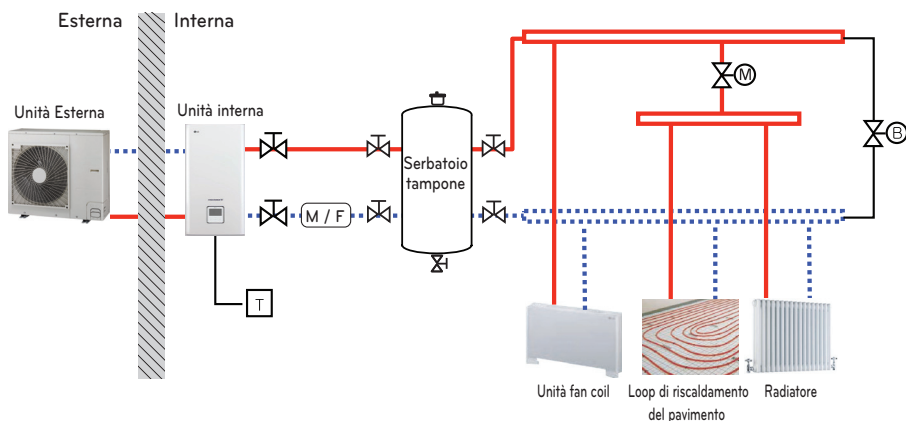 Esterna
Interna
Unità Esterna
Unità interna
M
B
Serbatoio
tampone
M / F
T
Unità fan coil
Loop di riscaldamento
del pavimento
Radiatore